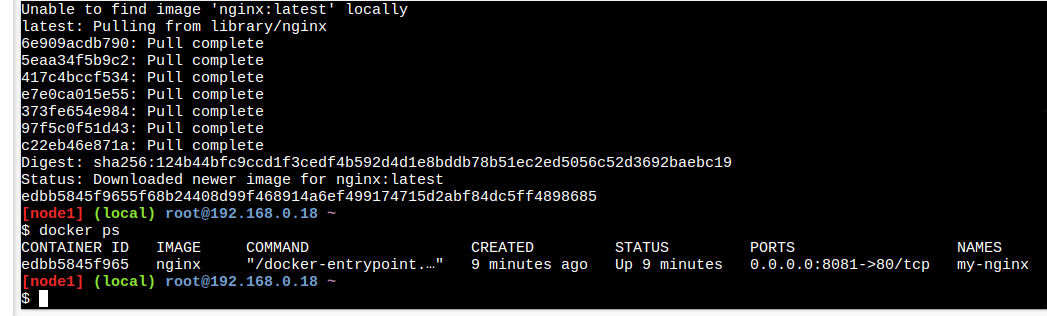 Unable to find image 'nginx:latest' locally
latest: Pulling from library/nginx
6e909acdb790: Pull complete
5eaa34f5b9c2: Pull complete
417c4bccf534: Pull complete
e7e0ca015e55: Pull complete
373fe654e984: Pull complete
97f5c0f51d43: Pull complete
c22eb46e871a: Pull complete
Digest: sha256:124b44bfc9ccd1f3cedf4b592d4d1e8bddb78b51ec2ed5056c52d3692baebc19
Status: Downloaded newer image for nginx:latest
edbb5845f9655f68b24408d99f468914a6ef499174715d2abf84dc5ff4898685
[node1] (local) root@192.168.0.18 ~
$ docker ps
CONTAINER ID   IMAGE     COMMAND                  CREATED         STATUS         PORTS                  NAMES
edbb5845f965   nginx     "/docker-entrypoint.…"   9 minutes ago   Up 9 minutes   0.0.0.0:8081->80/tcp   my-nginx
[node1] (local) root@192.168.0.18 ~
$